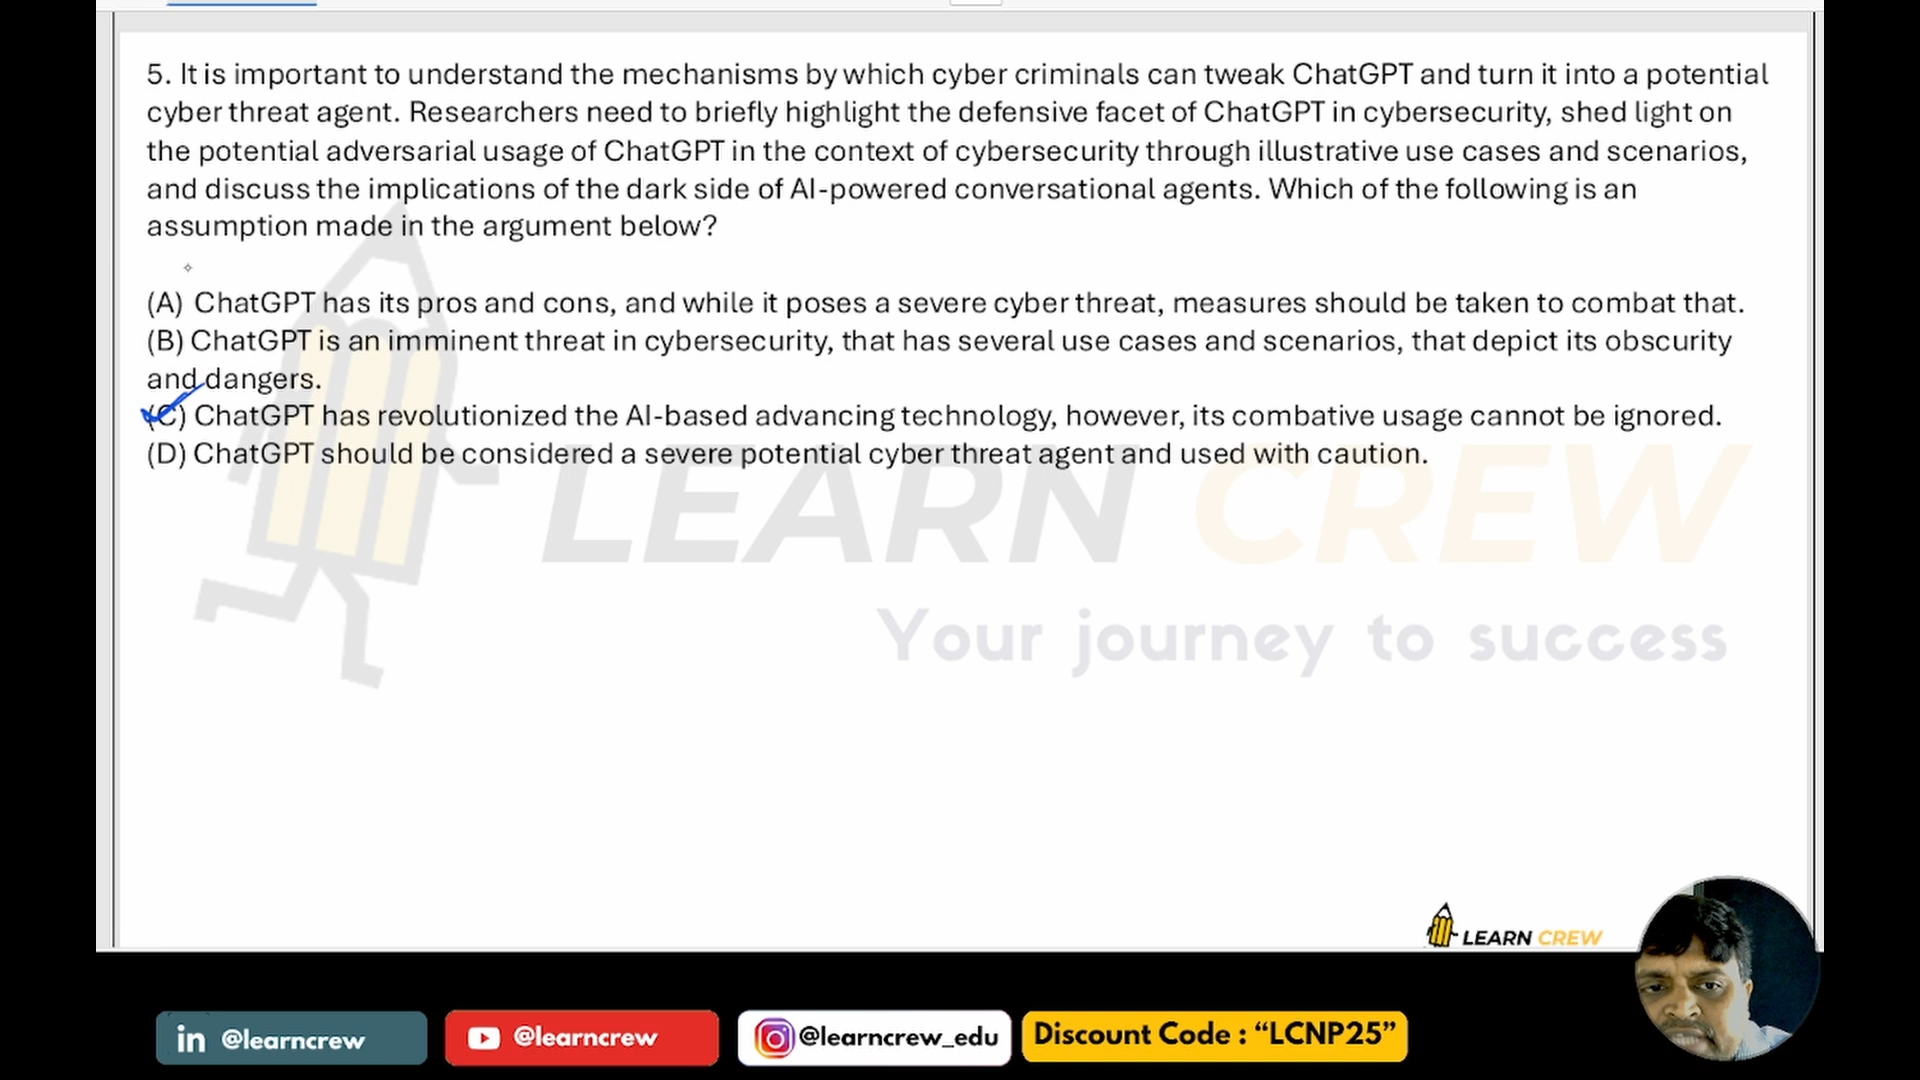 5. It is important to understand the mechanisms by which cyber criminals can tweak ChatGPT and turn it into a potential
cyber threat agent. Researchers need to briefly highlight the defensive facet of ChatGPT in cybersecurity, shed light on
the potential adversarial usage of ChatGPT in the context of cybersecurity through illustrative use cases and scenarios,
and discuss the implications of the dark side of AI-powered conversational agents. Which of the following is an
assumption made in the argument below?
(A) ChatGPT has its pros and cons, and while it poses a severe cyber threat, measures should be taken to combat that.
(B) ChatGPT is an imminent threat in cybersecurity, that has several use cases and scenarios, that depict its obscurity
and dangers.
(C) ChatGPT has revolutionized the AI-based advancing technology, however, its combative usage cannot be ignored.
(D) ChatGPT should be considered a severe potential cyber threat agent and used with caution.
LEARN CREW
Your journey to success
LEARN CREW
in @learncrew
@learncrew
@learncrew_edu
Discount Code : “LCNP25”